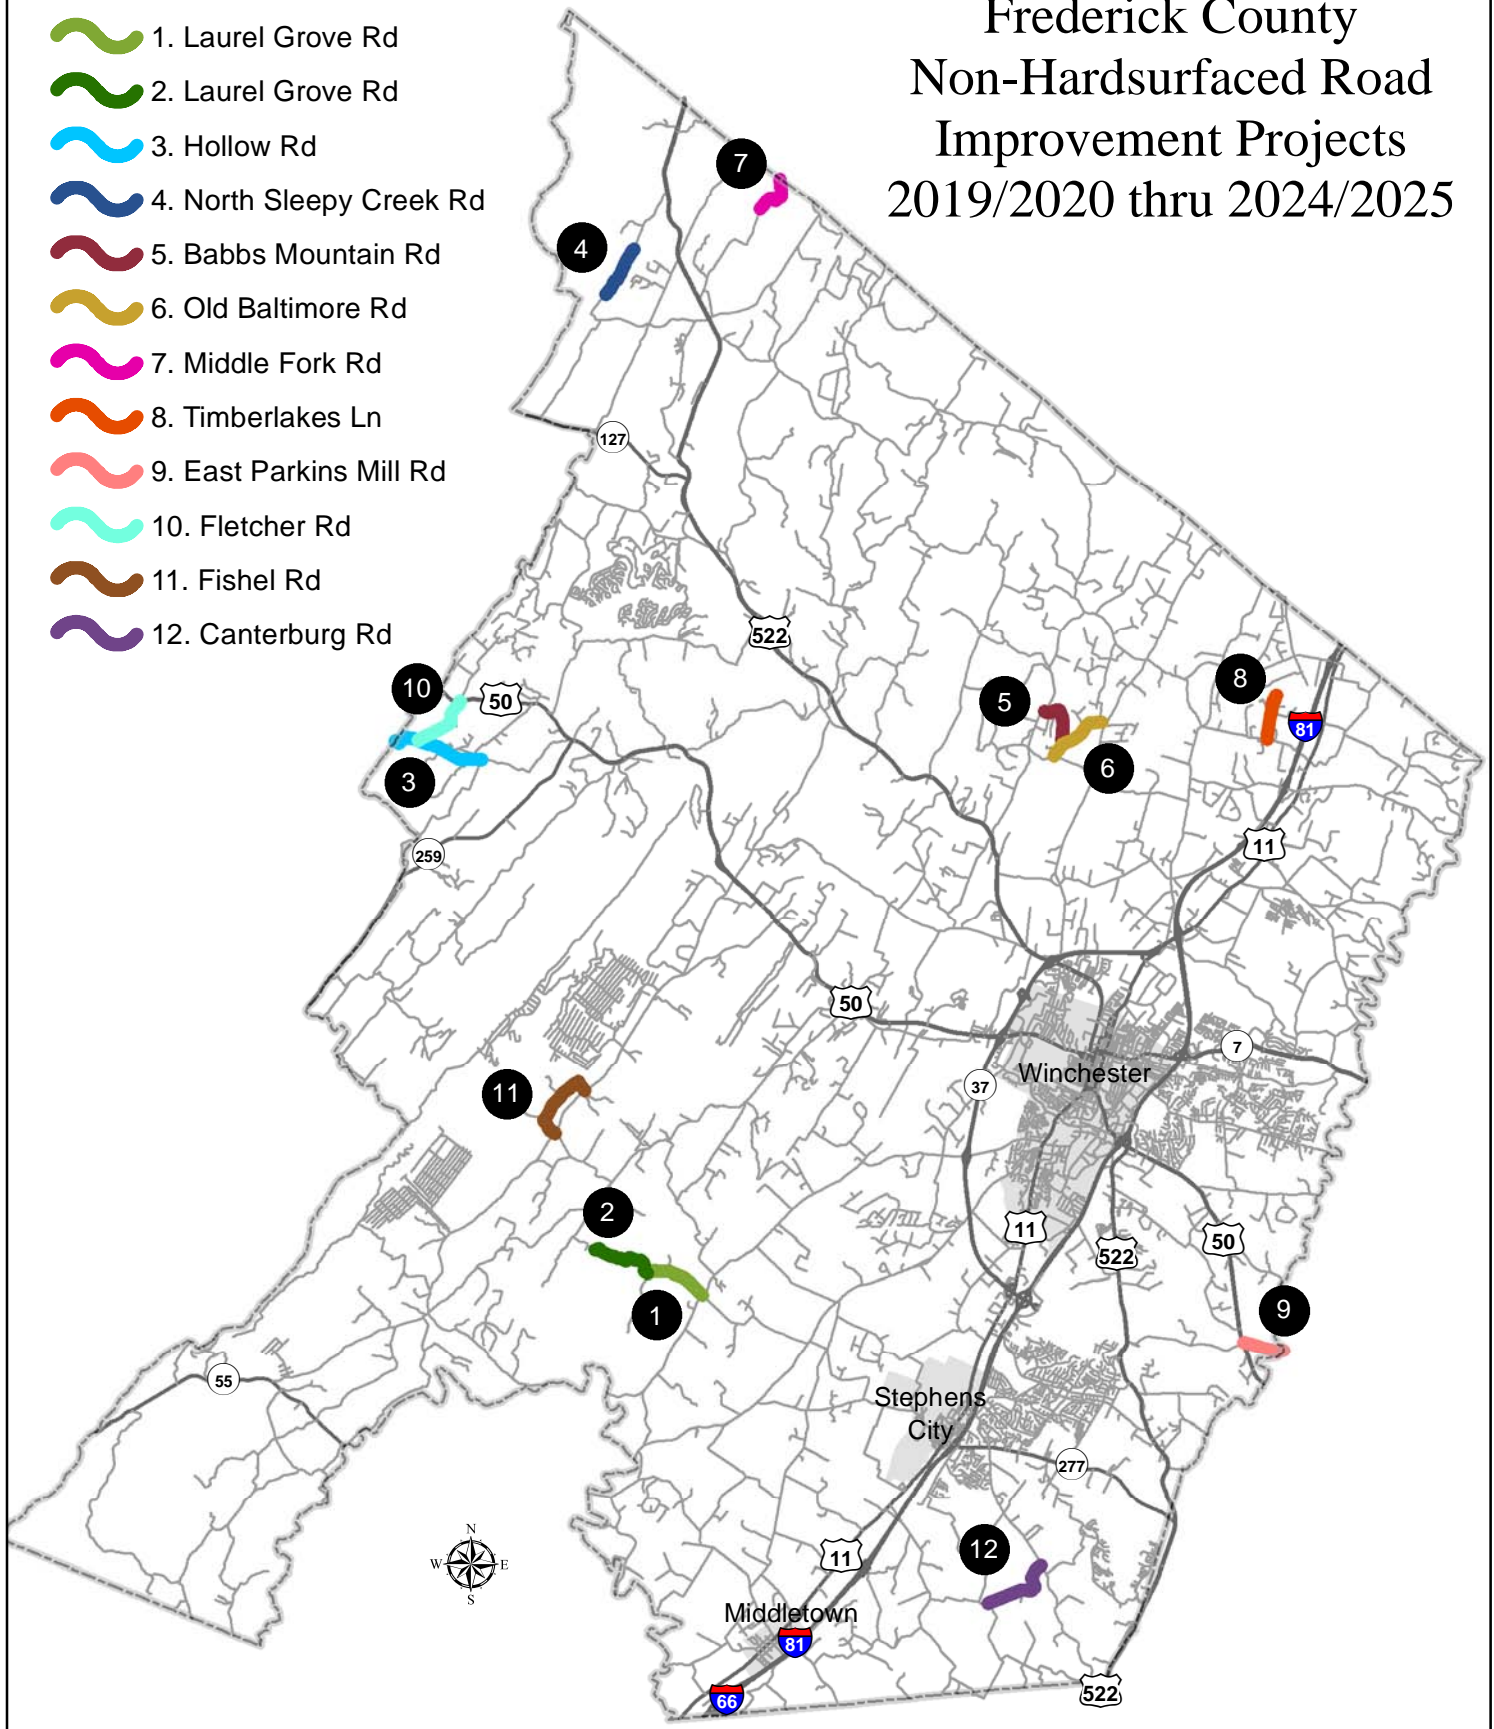 Frederick County
Non-Hardsurfaced Road
Improvement Projects
2019/2020 thru 2024/2025
1. Laurel Grove Rd
2. Laurel Grove Rd
3. Hollow Rd
4. North Sleepy Creek Rd
5. Babbs Mountain Rd
6. Old Baltimore Rd
7. Middle Fork Rd
8. Timberlakes Ln
9. East Parkins Mill Rd
10. Fletcher Rd
11. Fishel Rd
12. Canterburg Rd
7
4
127
522
10
50
5
8
81
6
3
11
259
50
7
Winchester
37
11
2
11
522
50
1
9
55
Stephens
City
277
N
W E
S
11
12
Middletown
81
66
522